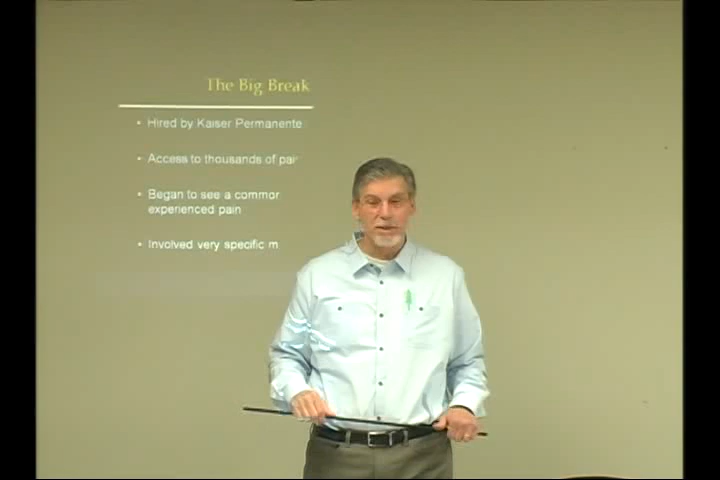 The Big Break
• Hired by Kaiser Permanente
• Access to thousands of pai
• Began to see a commor
experienced pain
• Involved very specific m